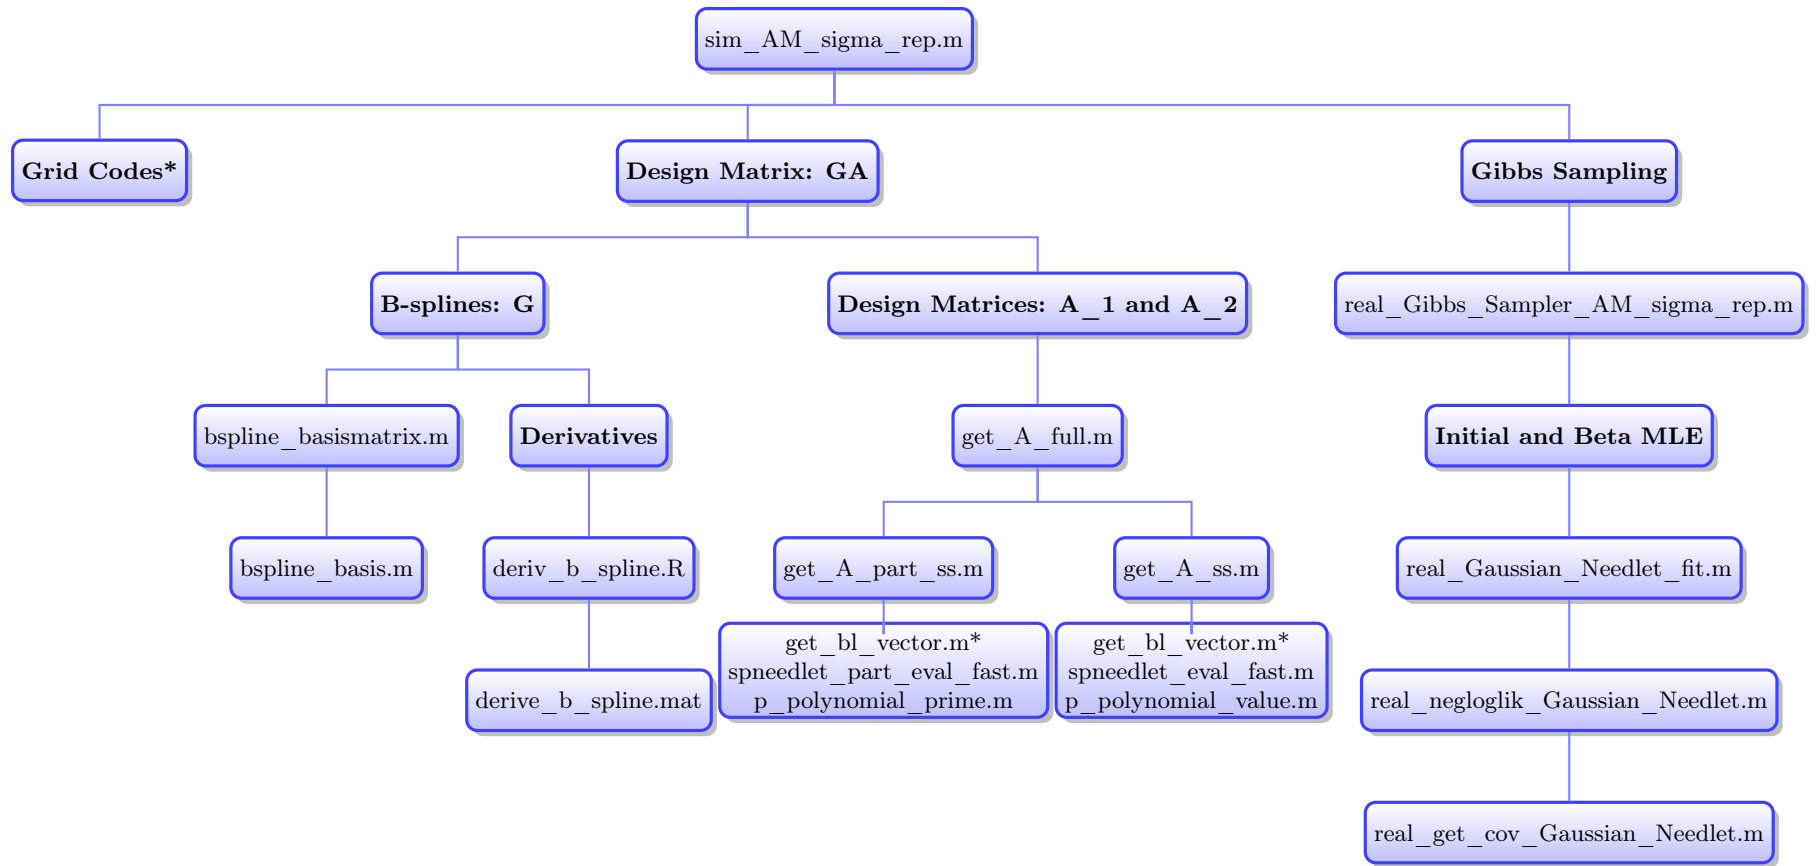 sim_AM_sigma_rep.m
Grid Codes*
Design Matrix: GA
Gibbs Sampling
B-splines: G
Design Matrices: A_1 and A_2
real_Gibbs_Sampler_AM_sigma_rep.m
bspline_basismatrix.m
Derivatives
get_A_full.m
Initial and Beta MLE
bspline_basis.m
deriv_b_spline.R
get_A_part_ss.m
get_A_ss.m
real_Gaussian_Needlet_fit.m
derive_b_spline.mat
get_bl_vector.m*
spneedlet_part_eval_fast.m
p_polynomial_prime.m
get_bl_vector.m*
spneedlet_eval_fast.m
p_polynomial_value.m
real_negloglik_Gaussian_Needlet.m
real_get_cov_Gaussian_Needlet.m